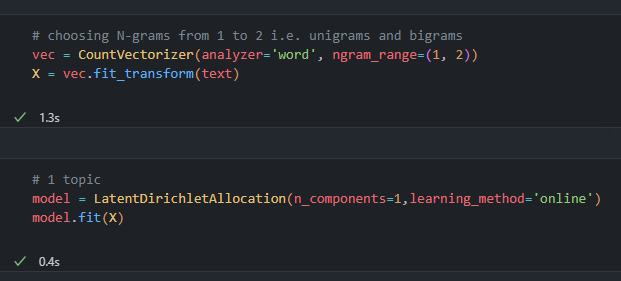 # choosing N-grams from 1 to 2 i.e. unigrams and bigrams
vec = CountVectorizer(analyzer='word', ngram_range=(1, 2))
X = vec.fit_transform(text)
1.3s
# 1 topic
model = LatentDirichletAllocation(n_components=1,learning_method='online')
model.fit(X)
0.4s